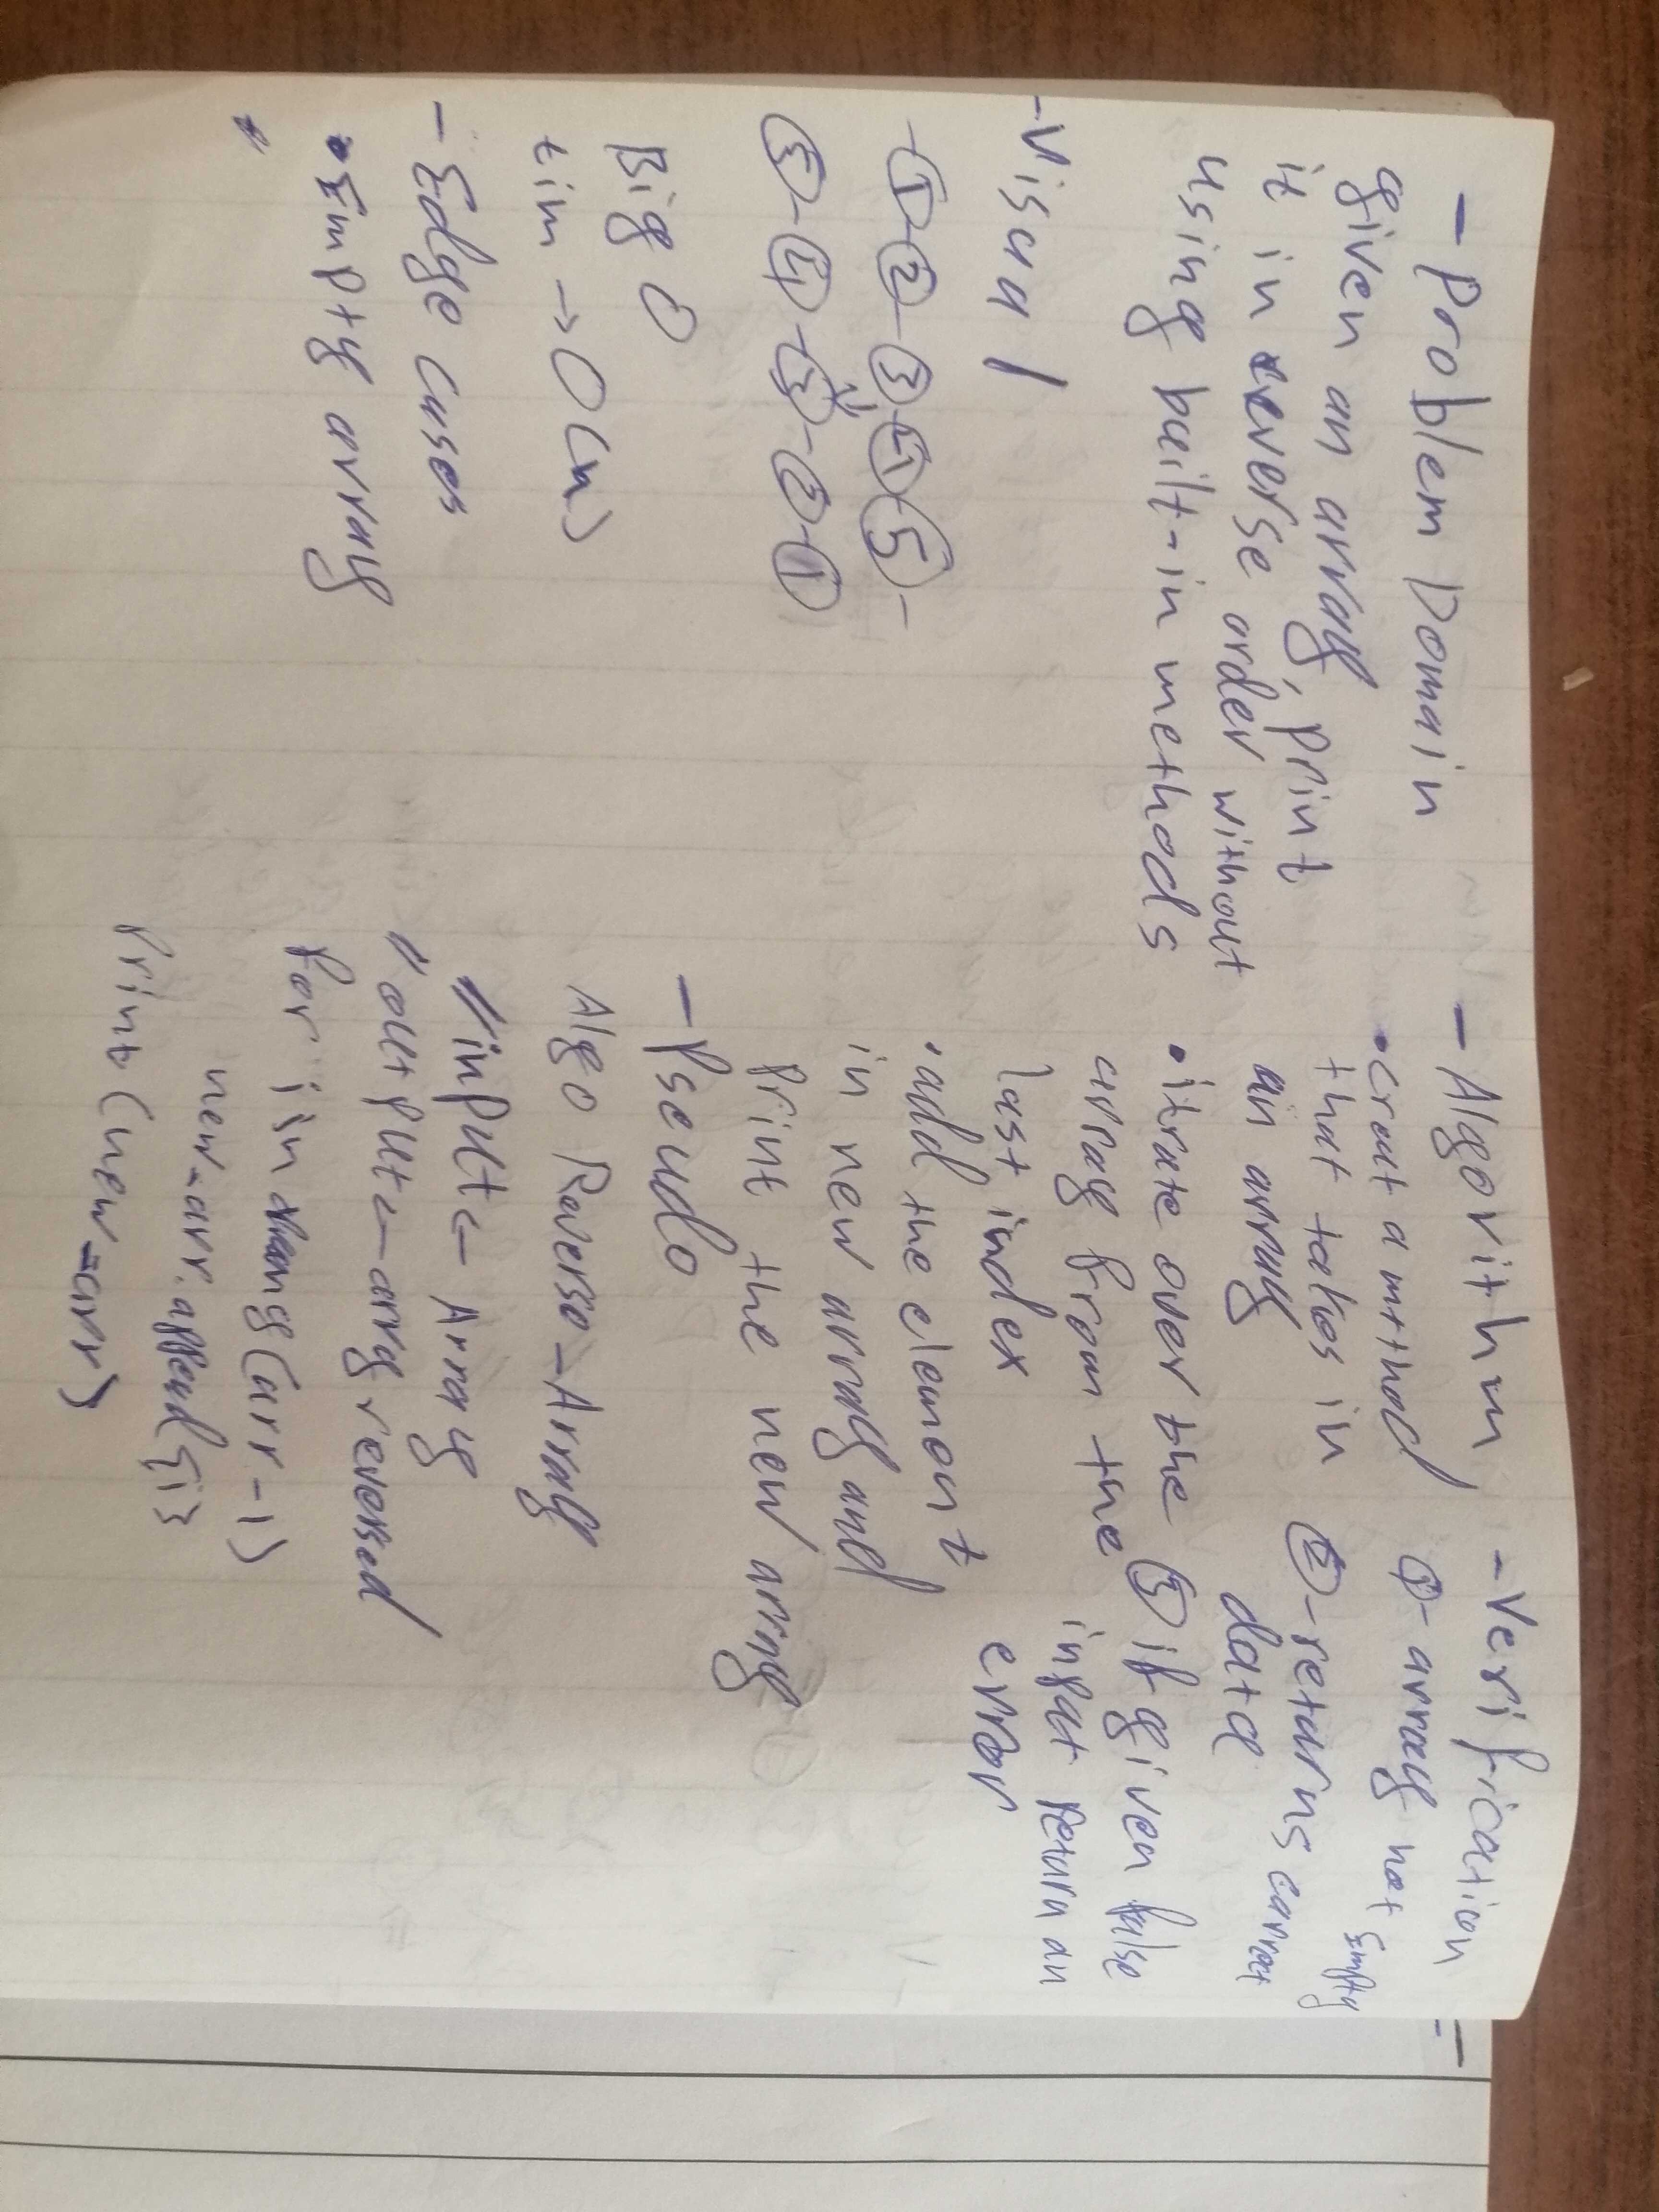 - Problem Domain
given an array, print
it in reverse order without
using built-in methods
- Visual
1 2 3 4 5
5 4 3 2 1
Big O
tim → O(n)
- Edge cases
• Empty array
- Algorithm
• creat a method
that takes in
an array
• itrate over the
array from the
last index
• add the element
in new array and
print the new array
- Pseudo
Algo Reverse_Array
// input ← Array
// output ← arry reversed
for i in rang (arr-1)
new_arr.append {i}
print (new_arr)
- Verification
① - array not Empty
② - returns correct
data
③ if given false
input return an
error